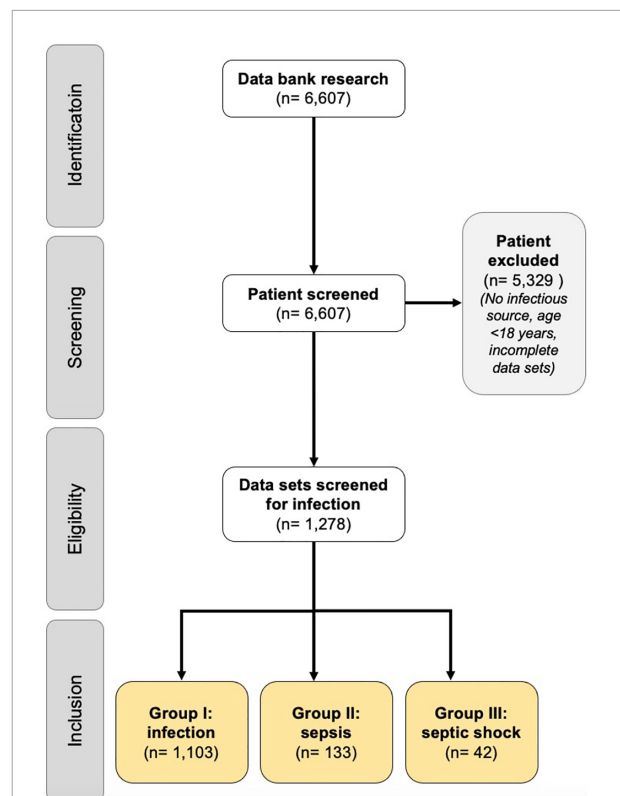 Identificatoin
Data bank research
(n= 6,607)
Screening
Patient screened
(n= 6,607)
Patient
excluded
(n= 5,329 )
(No infectious
source, age
<18 years,
incomplete
data sets)
Eligibility
Data sets screened
for infection
(n= 1,278)
Inclusion
Group I:
infection
(n= 1,103)
Group II:
sepsis
(n= 133)
Group III:
septic shock
(n= 42)